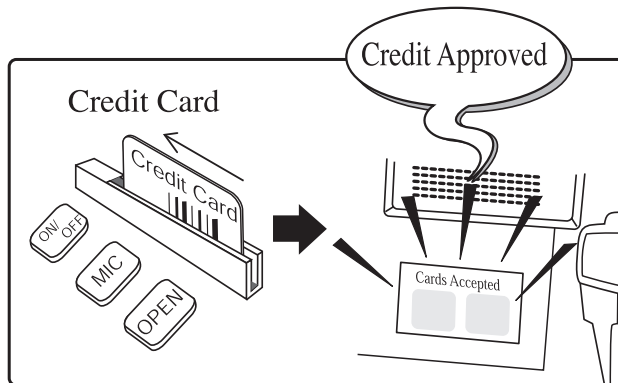 Credit Approved
Credit Card
Credit Card
ON/
OFF
MIC
OPEN
Cards Accepted